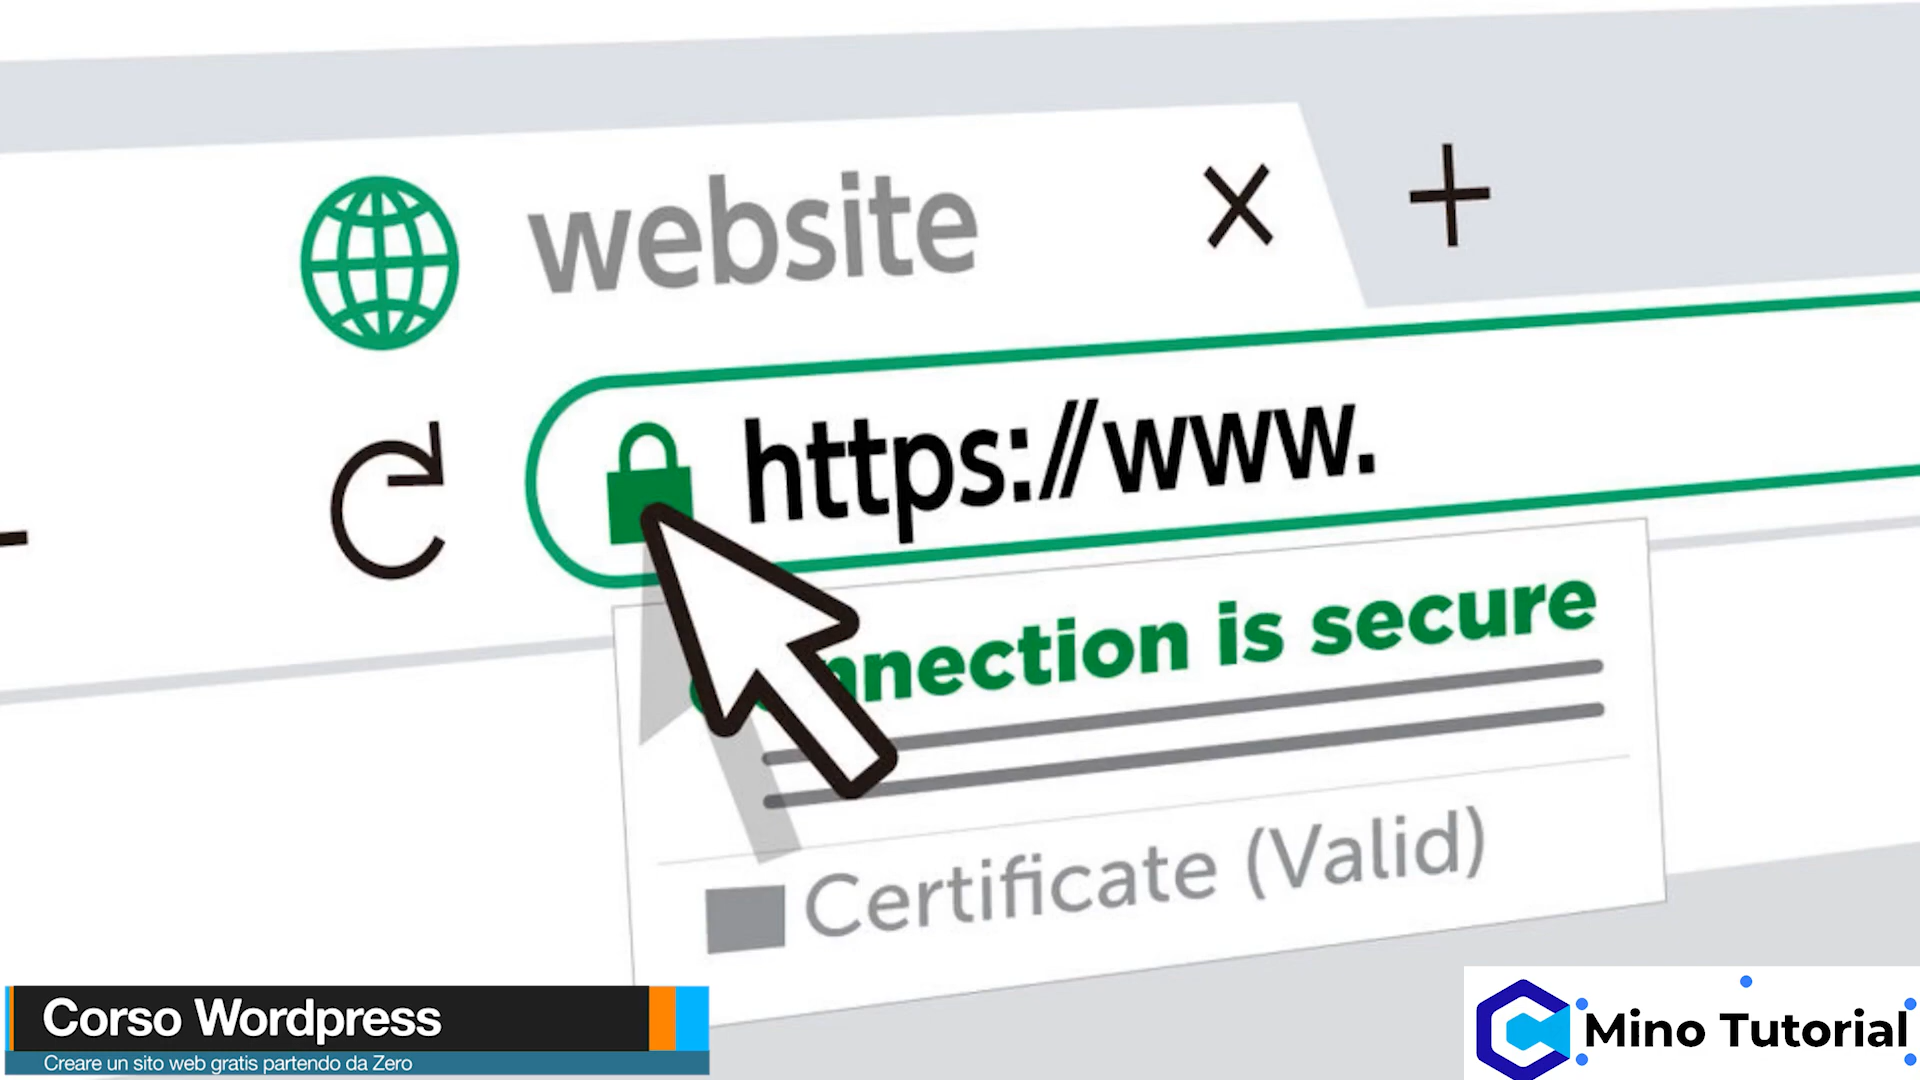 website
https://www.
nnection is secure
Certificate (Valid)
Corso Wordpress
Creare un sito web gratis partendo da Zero
Mino Tutorial